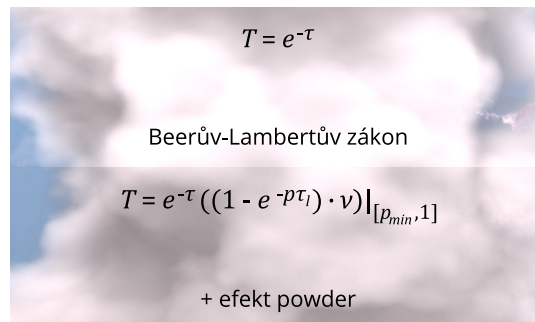 T = e^-τ
Beerův-Lambertův zákon
T = e^-τ ((1 - e^-pτ_l) · ν)|_[p_min,1]
+ efekt powder